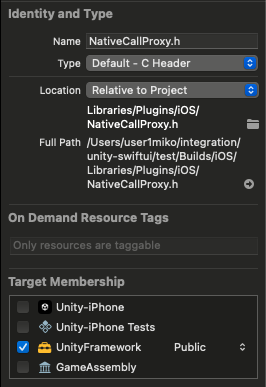 Identity and Type
Name NativeCallProxy.h
Type Default - C Header
Location Relative to Project
Libraries/Plugins/iOS/
NativeCallProxy.h
Full Path /Users/user1miko/integration/
unity-swiftui/test/Builds/iOS/
Libraries/Plugins/iOS/
NativeCallProxy.h
On Demand Resource Tags
Only resources are taggable
Target Membership
Unity-iPhone
Unity-iPhone Tests
UnityFramework Public
GameAssembly